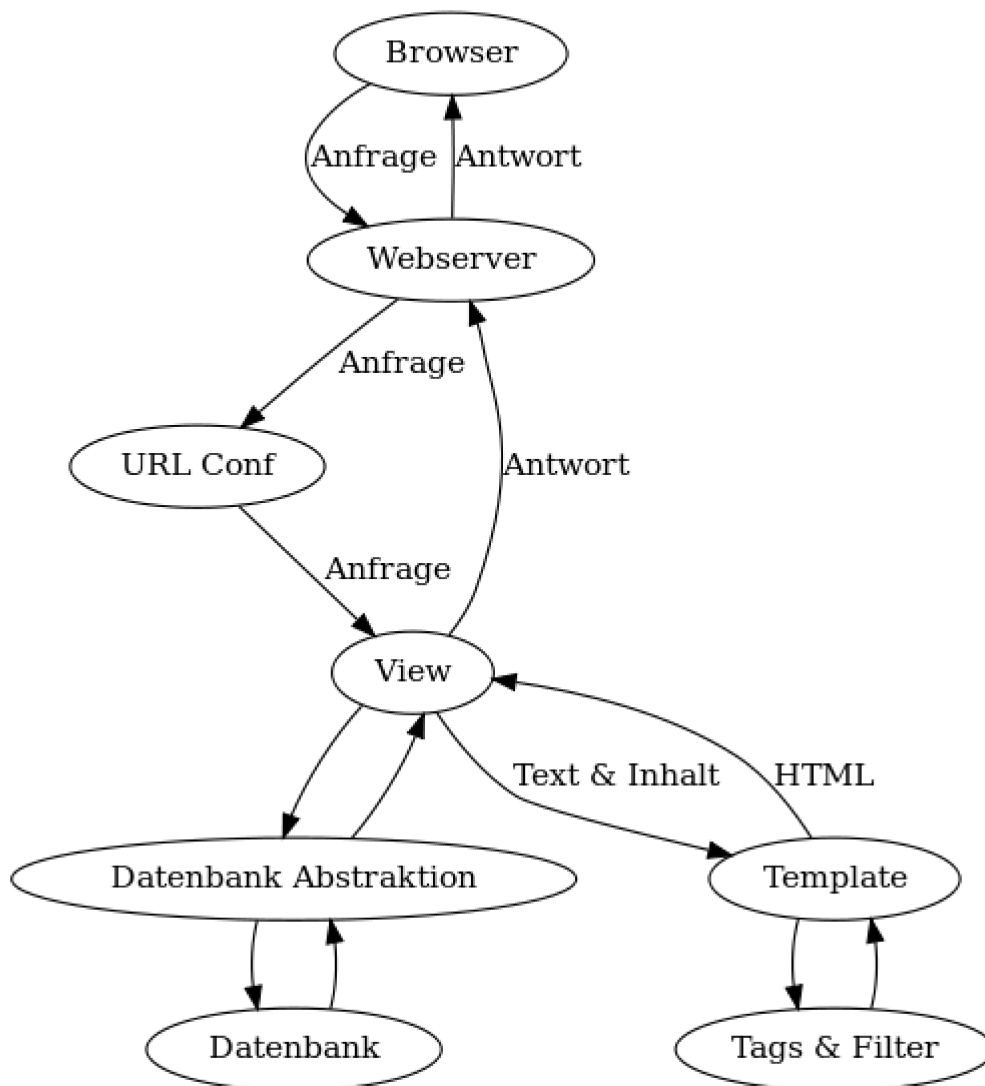 Browser
Anfrage
Antwort
Webserver
Anfrage
URL Conf
Antwort
Anfrage
View
Text & Inhalt
HTML
Datenbank Abstraktion
Template
Datenbank
Tags & Filter